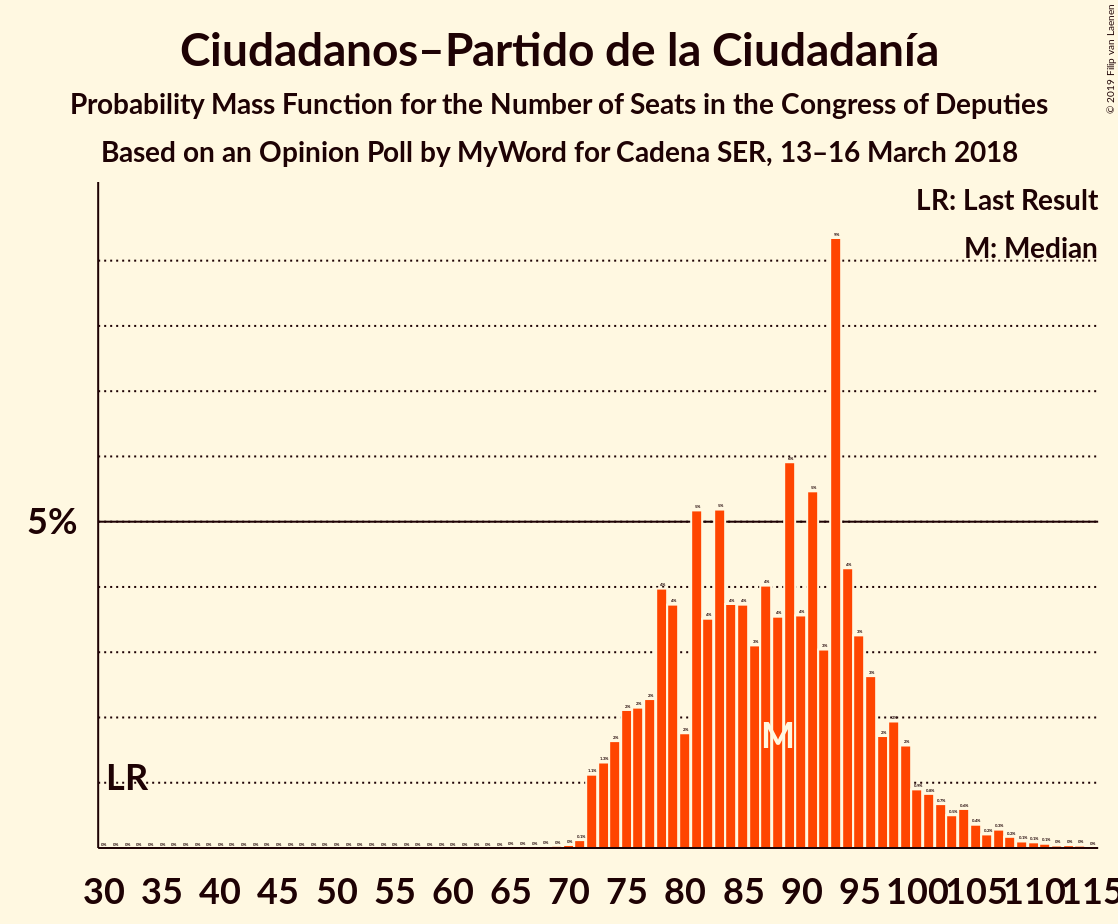 Ciudadanos–Partido de la Ciudadanía
Probability Mass Function for the Number of Seats in the Congress of Deputies
Based on an Opinion Poll by MyWord for Cadena SER, 13–16 March 2018
© 2019 Filip van Laenen
LR: Last Result
M: Median
5%
LR
M
30 35 40 45 50 55 60 65 70 75 80 85 90 95 100 105 110 115